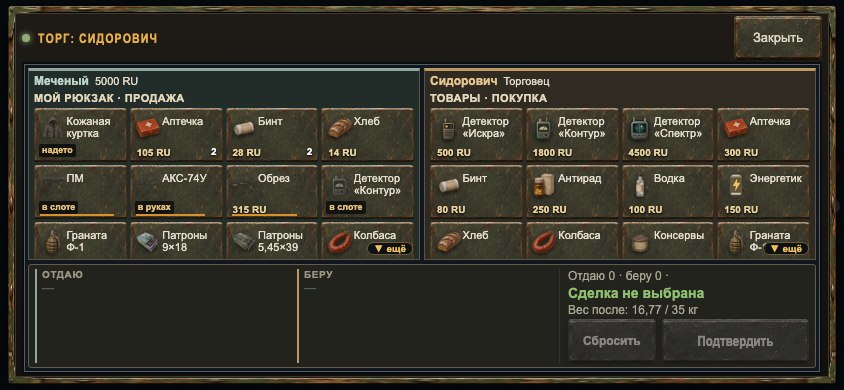 ТОРГ: СИДОРОВИЧ
Закрыть
Меченый 5000 RU
МОЙ РЮКЗАК · ПРОДАЖА
Кожаная куртка
надето
Аптечка
105 RU 2
Бинт
28 RU 2
Хлеб
14 RU
ПМ
в слоте
АКС-74У
в руках
Обрез
315 RU
Детектор «Контур»
в слоте
Граната Ф-1
Патроны 9×18
Патроны 5,45×39
Колбаса
▼ ещё
Сидорович Торговец
ТОВАРЫ · ПОКУПКА
Детектор «Искра»
500 RU
Детектор «Контур»
1800 RU
Детектор «Спектр»
4500 RU
Аптечка
300 RU
Бинт
80 RU
Антирад
250 RU
Водка
100 RU
Энергетик
150 RU
Хлеб
Колбаса
Консервы
Граната Ф-1
▼ ещё
ОТДАЮ
—
БЕРУ
—
Отдаю 0 · беру 0 ·
Сделка не выбрана
Вес после: 16,77 / 35 кг
Сбросить
Подтвердить